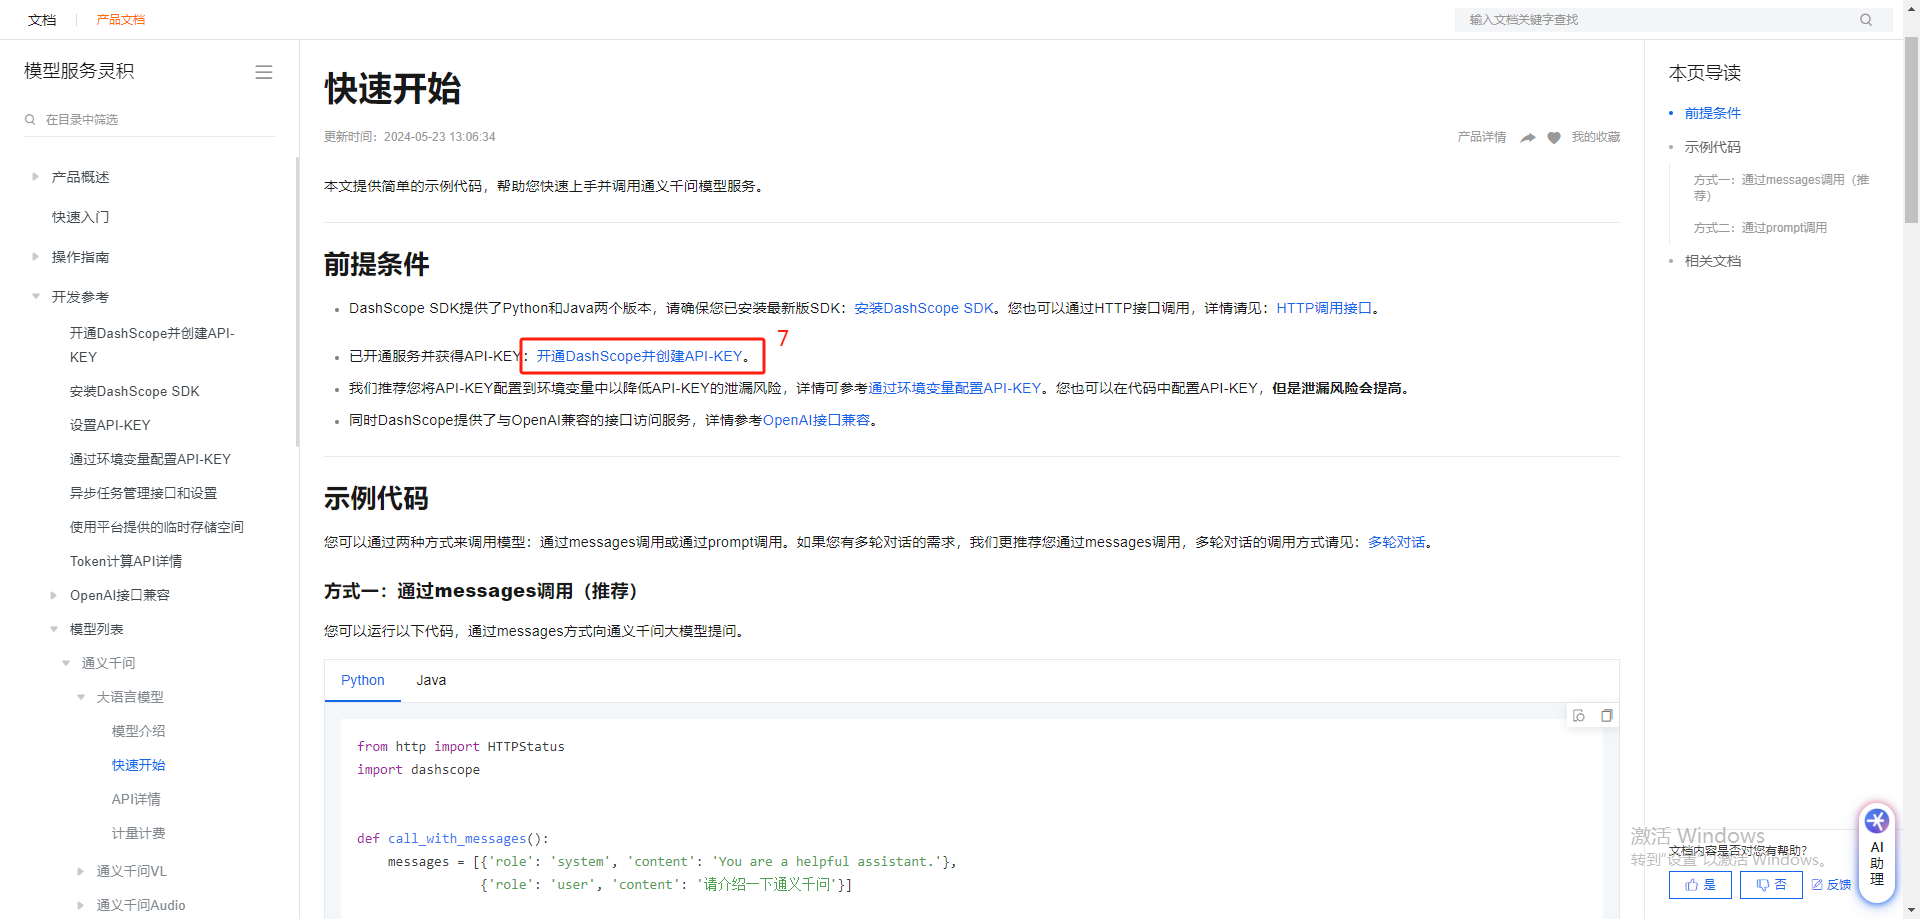 文档
产品文档
输入文档关键字查找
模型服务灵积
在目录中筛选
产品概述
快速入门
操作指南
开发参考
开通DashScope并创建API-
KEY
安装DashScope SDK
设置API-KEY
通过环境变量配置API-KEY
异步任务管理接口和设置
使用平台提供的临时存储空间
Token计算API详情
OpenAI接口兼容
模型列表
通义千问
大语言模型
模型介绍
快速开始
API详情
计量计费
通义千问VL
通义千问Audio
快速开始
更新时间：2024-05-23 13:06:34
产品详情
我的收藏
本文提供简单的示例代码，帮助您快速上手并调用通义千问模型服务。
前提条件
DashScope SDK提供了Python和Java两个版本，请确保您已安装最新版SDK：安装DashScope SDK。您也可以通过HTTP接口调用，详情请见：HTTP调用接口。
7
已开通服务并获得API-KEY：开通DashScope并创建API-KEY。
我们推荐您将API-KEY配置到环境变量中以降低API-KEY的泄漏风险，详情可参考通过环境变量配置API-KEY。您也可以在代码中配置API-KEY，但是泄漏风险会提高。
同时DashScope提供了与OpenAI兼容的接口访问服务，详情参考OpenAI接口兼容。
示例代码
您可以通过两种方式来调用模型：通过messages调用或通过prompt调用。如果您有多轮对话的需求，我们更推荐您通过messages调用，多轮对话的调用方式请见：多轮对话。
方式一：通过messages调用（推荐）
您可以运行以下代码，通过messages方式向通义千问大模型提问。
Python
Java
from http import HTTPStatus
import dashscope
def call_with_messages():
messages = [{'role': 'system', 'content': 'You are a helpful assistant.'},
{'role': 'user', 'content': '请介绍一下通义千问'}]
本页导读
前提条件
示例代码
方式一：通过messages调用（推
荐）
方式二：通过prompt调用
相关文档
激活 Windows
转到"设置"以激活 Windows。
文档内容是否对您有帮助？
是
否
反馈
AI
助
理